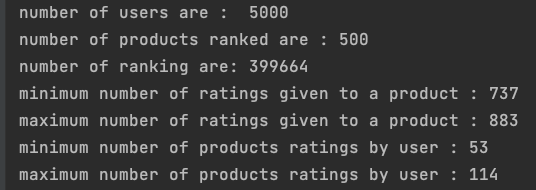 number of users are :  5000
number of products ranked are : 500
number of ranking are: 399664
minimum number of ratings given to a product : 737
maximum number of ratings given to a product : 883
minimum number of products ratings by user : 53
maximum number of products ratings by user : 114